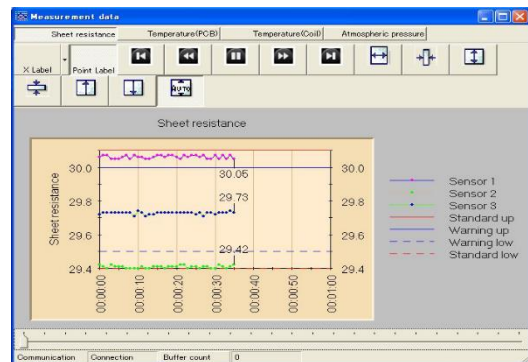 Measurement data
Sheet resistance Temperature(PCB) Temperature(Coil) Atmospheric pressure
X Label Point Label
AUTO
Sheet resistance
30.0
29.8
29.6
29.4
Sheet resistance
30.05
29.73
29.42
30.0
29.8
29.6
29.4
00:00:00
00:00:10
00:00:20
00:00:30
00:00:40
00:00:50
00:01:00
Sensor 1
Sensor 2
Sensor 3
Standard up
Warning up
Warning low
Standard low
Communication Connection Buffer count 0